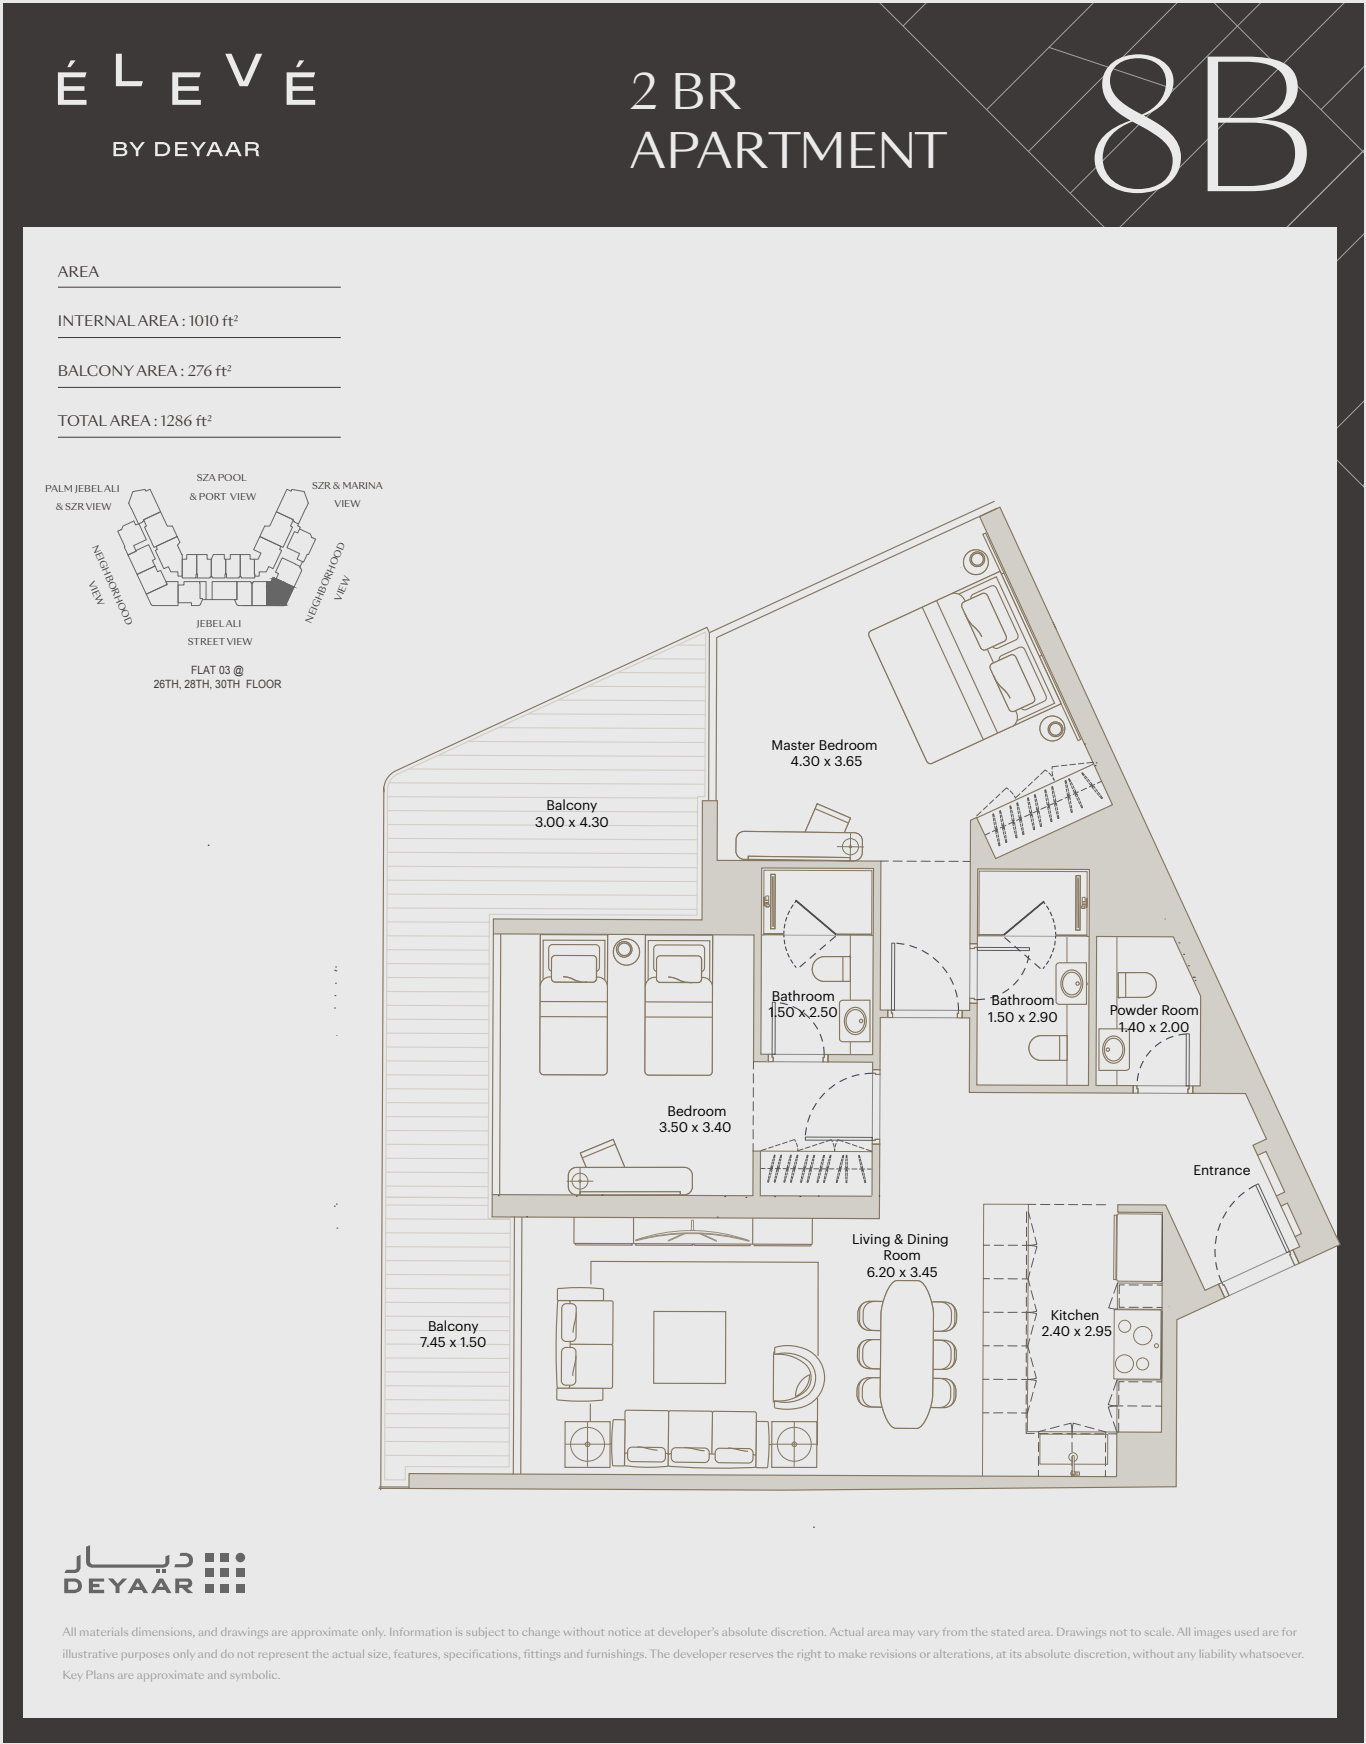 ÉLEVÉ
BY DEYAAR
2 BR
APARTMENT
8B
AREA
INTERNAL AREA : 1010 ft²
BALCONY AREA : 276 ft²
TOTAL AREA : 1286 ft²
SZA POOL
& PORT VIEW
PALM JEBEL ALI
& SZR VIEW
SZR & MARINA
VIEW
NEIGHBORHOOD
VIEW
NEIGHBORHOOD
VIEW
JEBEL ALI
STREET VIEW
FLAT 03 @
26TH, 28TH, 30TH FLOOR
Master Bedroom
4.30 x 3.65
Balcony
3.00 x 4.30
Bathroom
1.50 x 2.50
Bathroom
1.50 x 2.90
Powder Room
1.40 x 2.00
Bedroom
3.50 x 3.40
Entrance
Living & Dining
Room
6.20 x 3.45
Kitchen
2.40 x 2.95
Balcony
7.45 x 1.50
ديار
DEYAAR
All materials dimensions, and drawings are approximate only. Information is subject to change without notice at developer's absolute discretion. Actual area may vary from the stated area. Drawings not to scale. All images used are for
illustrative purposes only and do not represent the actual size, features, specifications, fittings and furnishings. The developer reserves the right to make revisions or alterations, at its absolute discretion, without any liability whatsoever.
Key Plans are approximate and symbolic.